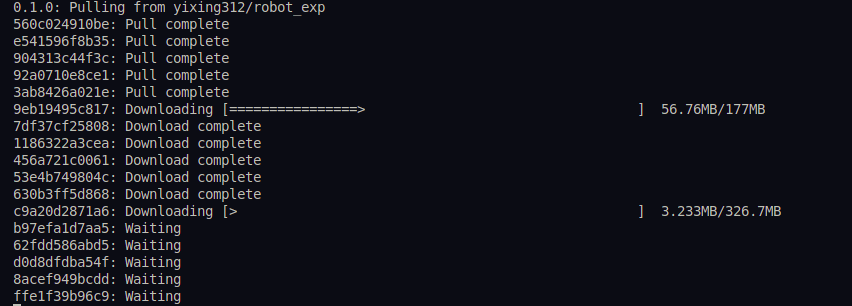 0.1.0: Pulling from yixing312/robot_exp
560c024910be: Pull complete
e541596f8b35: Pull complete
904313c44f3c: Pull complete
92a0710e8ce1: Pull complete
3ab8426a021e: Pull complete
9eb19495c817: Downloading [================>                                  ]  56.76MB/177MB
7df37cf25808: Download complete
1186322a3cea: Download complete
456a721c0061: Download complete
53e4b749804c: Download complete
630b3ff5d868: Download complete
c9a20d2871a6: Downloading [>                                                  ]  3.233MB/326.7MB
b97efa1d7aa5: Waiting
62fdd586abd5: Waiting
d0d8dfdba54f: Waiting
8acef949bcdd: Waiting
ffe1f39b96c9: Waiting